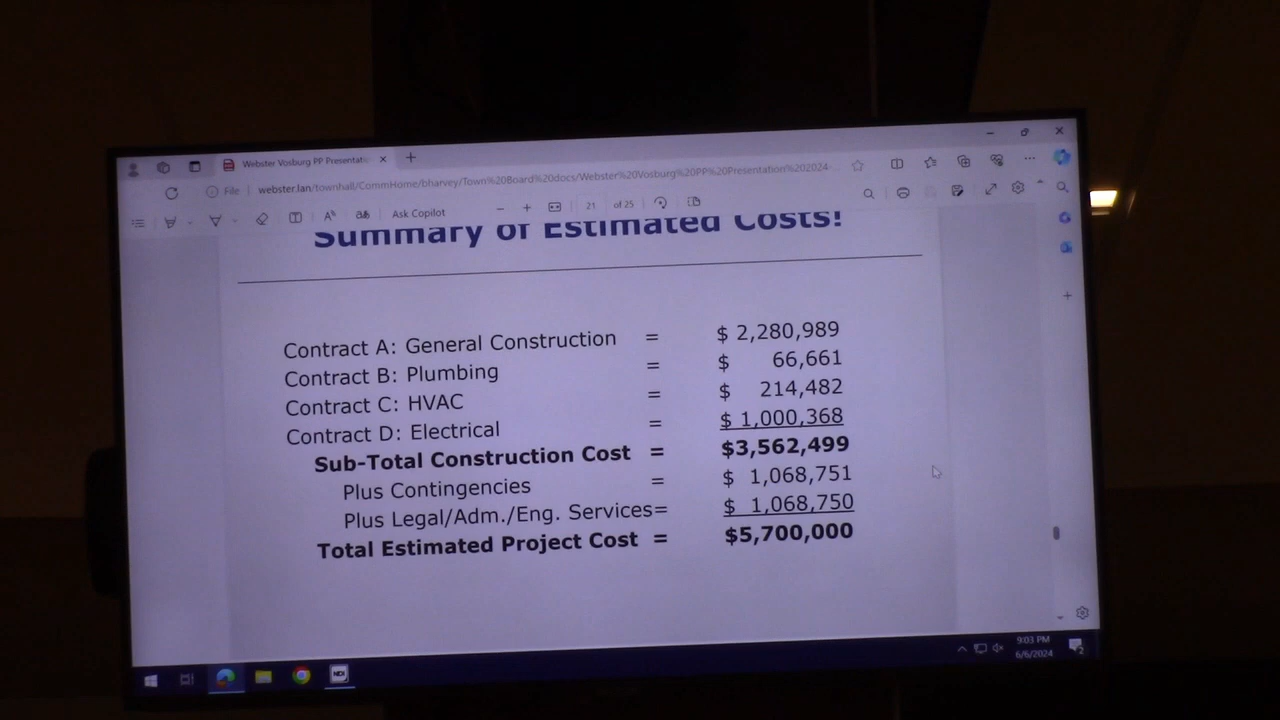 Webster Vosburg PP Presentati
File webster.lan/townhall/CommHome/bharvey/Town%20Board%20docs/Webster%20Vosburg%20PP%20Presentation%202024-
Ask Copilot 21 of 25
Summary of Estimated Costs!
Contract A: General Construction = $ 2,280,989
Contract B: Plumbing = $ 66,661
Contract C: HVAC = $ 214,482
Contract D: Electrical = $ 1,000,368
Sub-Total Construction Cost = $3,562,499
Plus Contingencies = $ 1,068,751
Plus Legal/Adm./Eng. Services= $ 1,068,750
Total Estimated Project Cost = $5,700,000
9:03 PM
6/6/2024
NDI